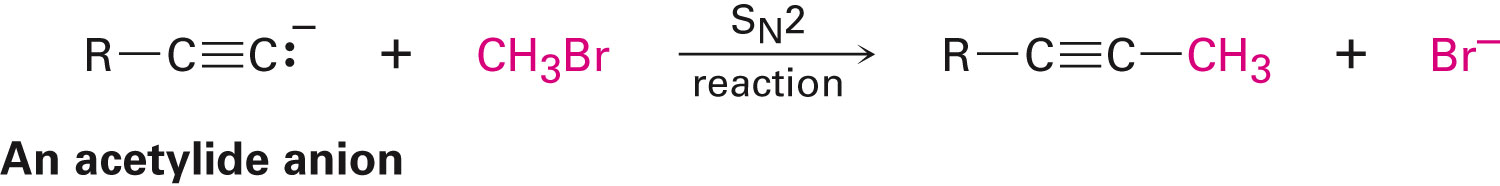 R—C≡C:⁻ + CH₃Br S_N2 reaction → R—C≡C—CH₃ + Br⁻
An acetylide anion